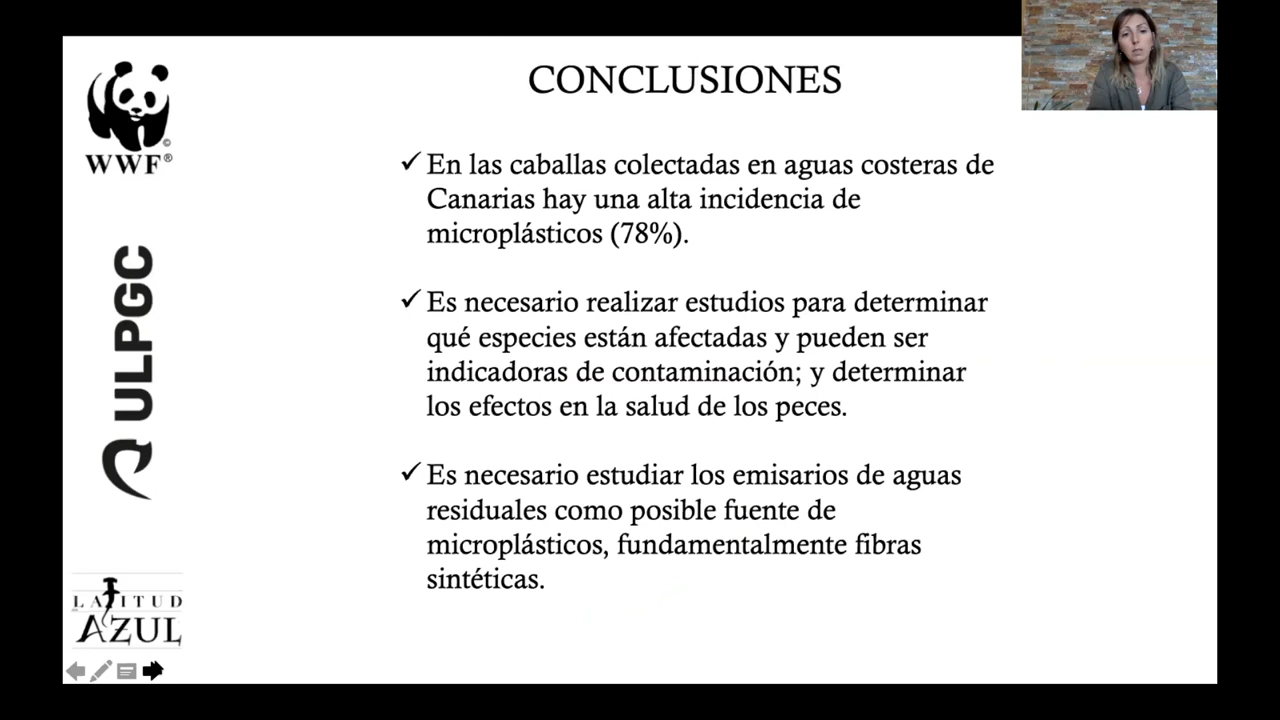 CONCLUSIONES
✓ En las caballas colectadas en aguas costeras de
Canarias hay una alta incidencia de
microplásticos (78%).
✓ Es necesario realizar estudios para determinar
qué especies están afectadas y pueden ser
indicadoras de contaminación; y determinar
los efectos en la salud de los peces.
✓ Es necesario estudiar los emisarios de aguas
residuales como posible fuente de
microplásticos, fundamentalmente fibras
sintéticas.
©
WWF®
ULPGC
LATITUD
AZUL